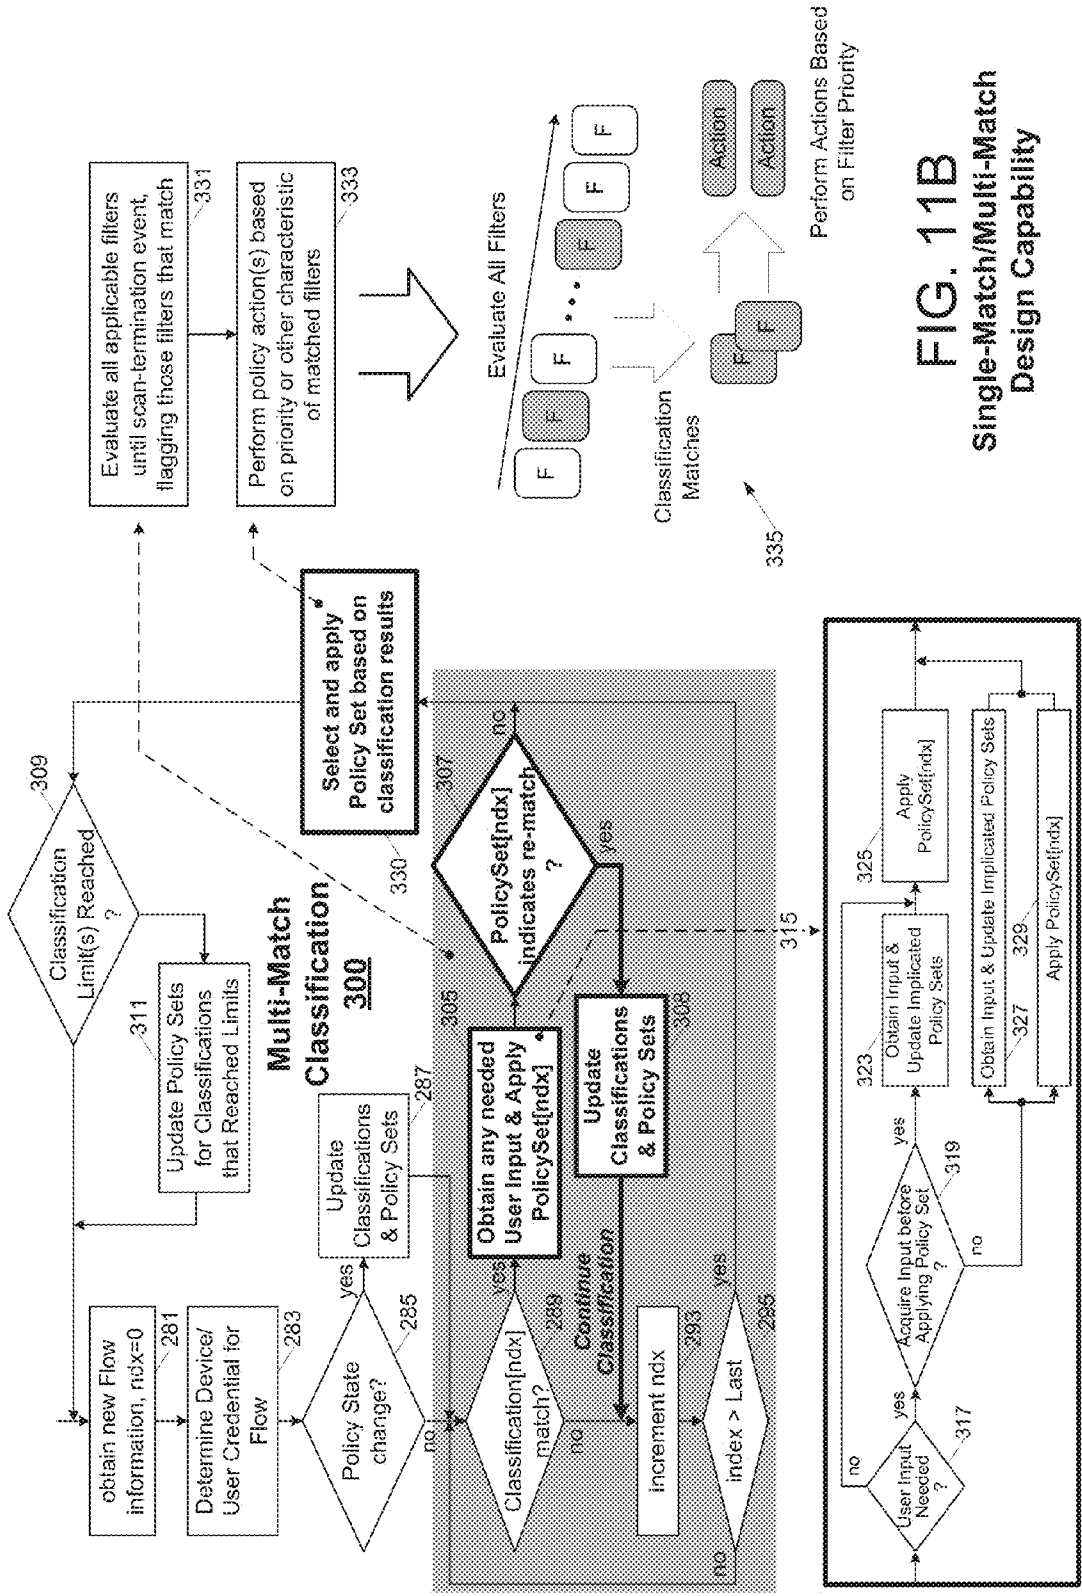 309
Classification
Limit(s) Reached
?
311
Update Policy Sets
for Classifications
that Reached Limits
Multi-Match
Classification
300
obtain new Flow
information, ndx=0
281
Determine Device/
User Credential for
Flow
283
Policy State
change?
285
yes
no
Update
Classifications
& Policy Sets
287
Classification[ndx]
match?
289
yes
no
Obtain any needed
User Input & Apply
PolicySet[ndx]
305
PolicySet[ndx]
indicates re-match
?
307
no
yes
Update
Classifications
& Policy Sets
308
Continue
Classification
increment ndx
293
index > Last
295
yes
no
Select and apply
Policy Set based on
classification results
330
315
User Input
Needed
?
317
no
yes
Acquire Input before
Applying Policy Set
?
319
yes
no
323
Obtain Input &
Update Implicated
Policy Sets
325
Apply
PolicySet[ndx]
Obtain Input & Update Implicated Policy Sets
327
329
Apply PolicySet[ndx]
Evaluate all applicable filters
until scan-termination event,
flagging those filters that match
331
Perform policy action(s) based
on priority or other characteristic
of matched filters
333
Evaluate All Filters
F
F
F
F
F
F
Classification
Matches
F
F
Action
Action
Perform Actions Based
on Filter Priority
335
FIG. 11B
Single-Match/Multi-Match
Design Capability